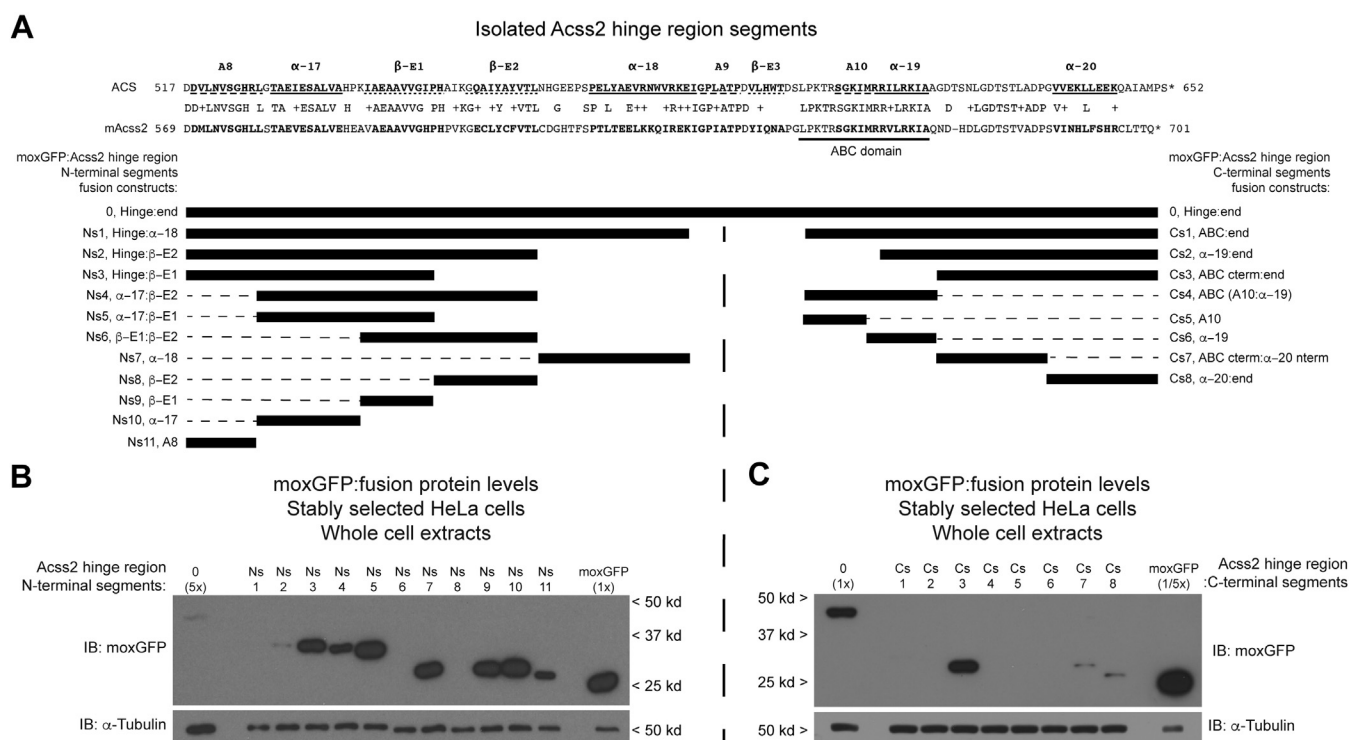 A
Isolated Acss2 hinge region segments
A8 α-17 β-E1 β-E2 α-18 A9 β-E3 A10 α-19 α-20
ACS 517 DDVLNVSGHRLGTAEIESALVAHPKIAEAAVVGIPHAIKGQAIYAYVTLNHGEEPSPELYAEVRNWVRKEIGPLATPDVLHWTDSLPKTRSGKIMRRILRKIAAGDTSNLGDTSTLADPGVVEKLLEEKQAIAMPS* 652
DD+LNVSGH L TA +ESALV H +AEAAVVG PH +KG+ +Y +VTL G SP L E++ ++R++IGP+ATPD + LPKTRSGKIMRR+LRKIA D +LGDTST+ADP V+ L +
mAcss2 569 DDMLNVSGHLLSTAEVESALVEHEAVAEAAVVGHPHPVKGECLYCFVTLCDGHTFSPTLTEELKKQIREKIGPIATPDYIQNAPGLPKTRSGKIMRRVLRKIAQND-HDLGDTSTVADPSVINHLFSHRCLTTQ* 701
ABC domain
moxGFP:Acss2 hinge region
N-terminal segments
fusion constructs:
moxGFP:Acss2 hinge region
C-terminal segments
fusion constructs:
0, Hinge:end 0, Hinge:end
Ns1, Hinge:α-18 Cs1, ABC:end
Ns2, Hinge:β-E2 Cs2, α-19:end
Ns3, Hinge:β-E1 Cs3, ABC cterm:end
Ns4, α-17:β-E2 Cs4, ABC (A10:α-19)
Ns5, α-17:β-E1 Cs5, A10
Ns6, β-E1:β-E2 Cs6, α-19
Ns7, α-18 Cs7, ABC cterm:α-20 nterm
Ns8, β-E2 Cs8, α-20:end
Ns9, β-E1
Ns10, α-17
Ns11, A8
B
moxGFP:fusion protein levels
Stably selected HeLa cells
Whole cell extracts
Acss2 hinge region 0 Ns Ns Ns Ns Ns Ns Ns Ns Ns Ns Ns moxGFP
N-terminal segments: (5x) 1 2 3 4 5 6 7 8 9 10 11 (1x)
< 50 kd
IB: moxGFP < 37 kd
< 25 kd
IB: α-Tubulin < 50 kd
C
moxGFP:fusion protein levels
Stably selected HeLa cells
Whole cell extracts
0 Cs Cs Cs Cs Cs Cs Cs Cs moxGFP Acss2 hinge region
(1x) 1 2 3 4 5 6 7 8 (1/5x) :C-terminal segments
50 kd >
37 kd > IB: moxGFP
25 kd >
50 kd > IB: α-Tubulin